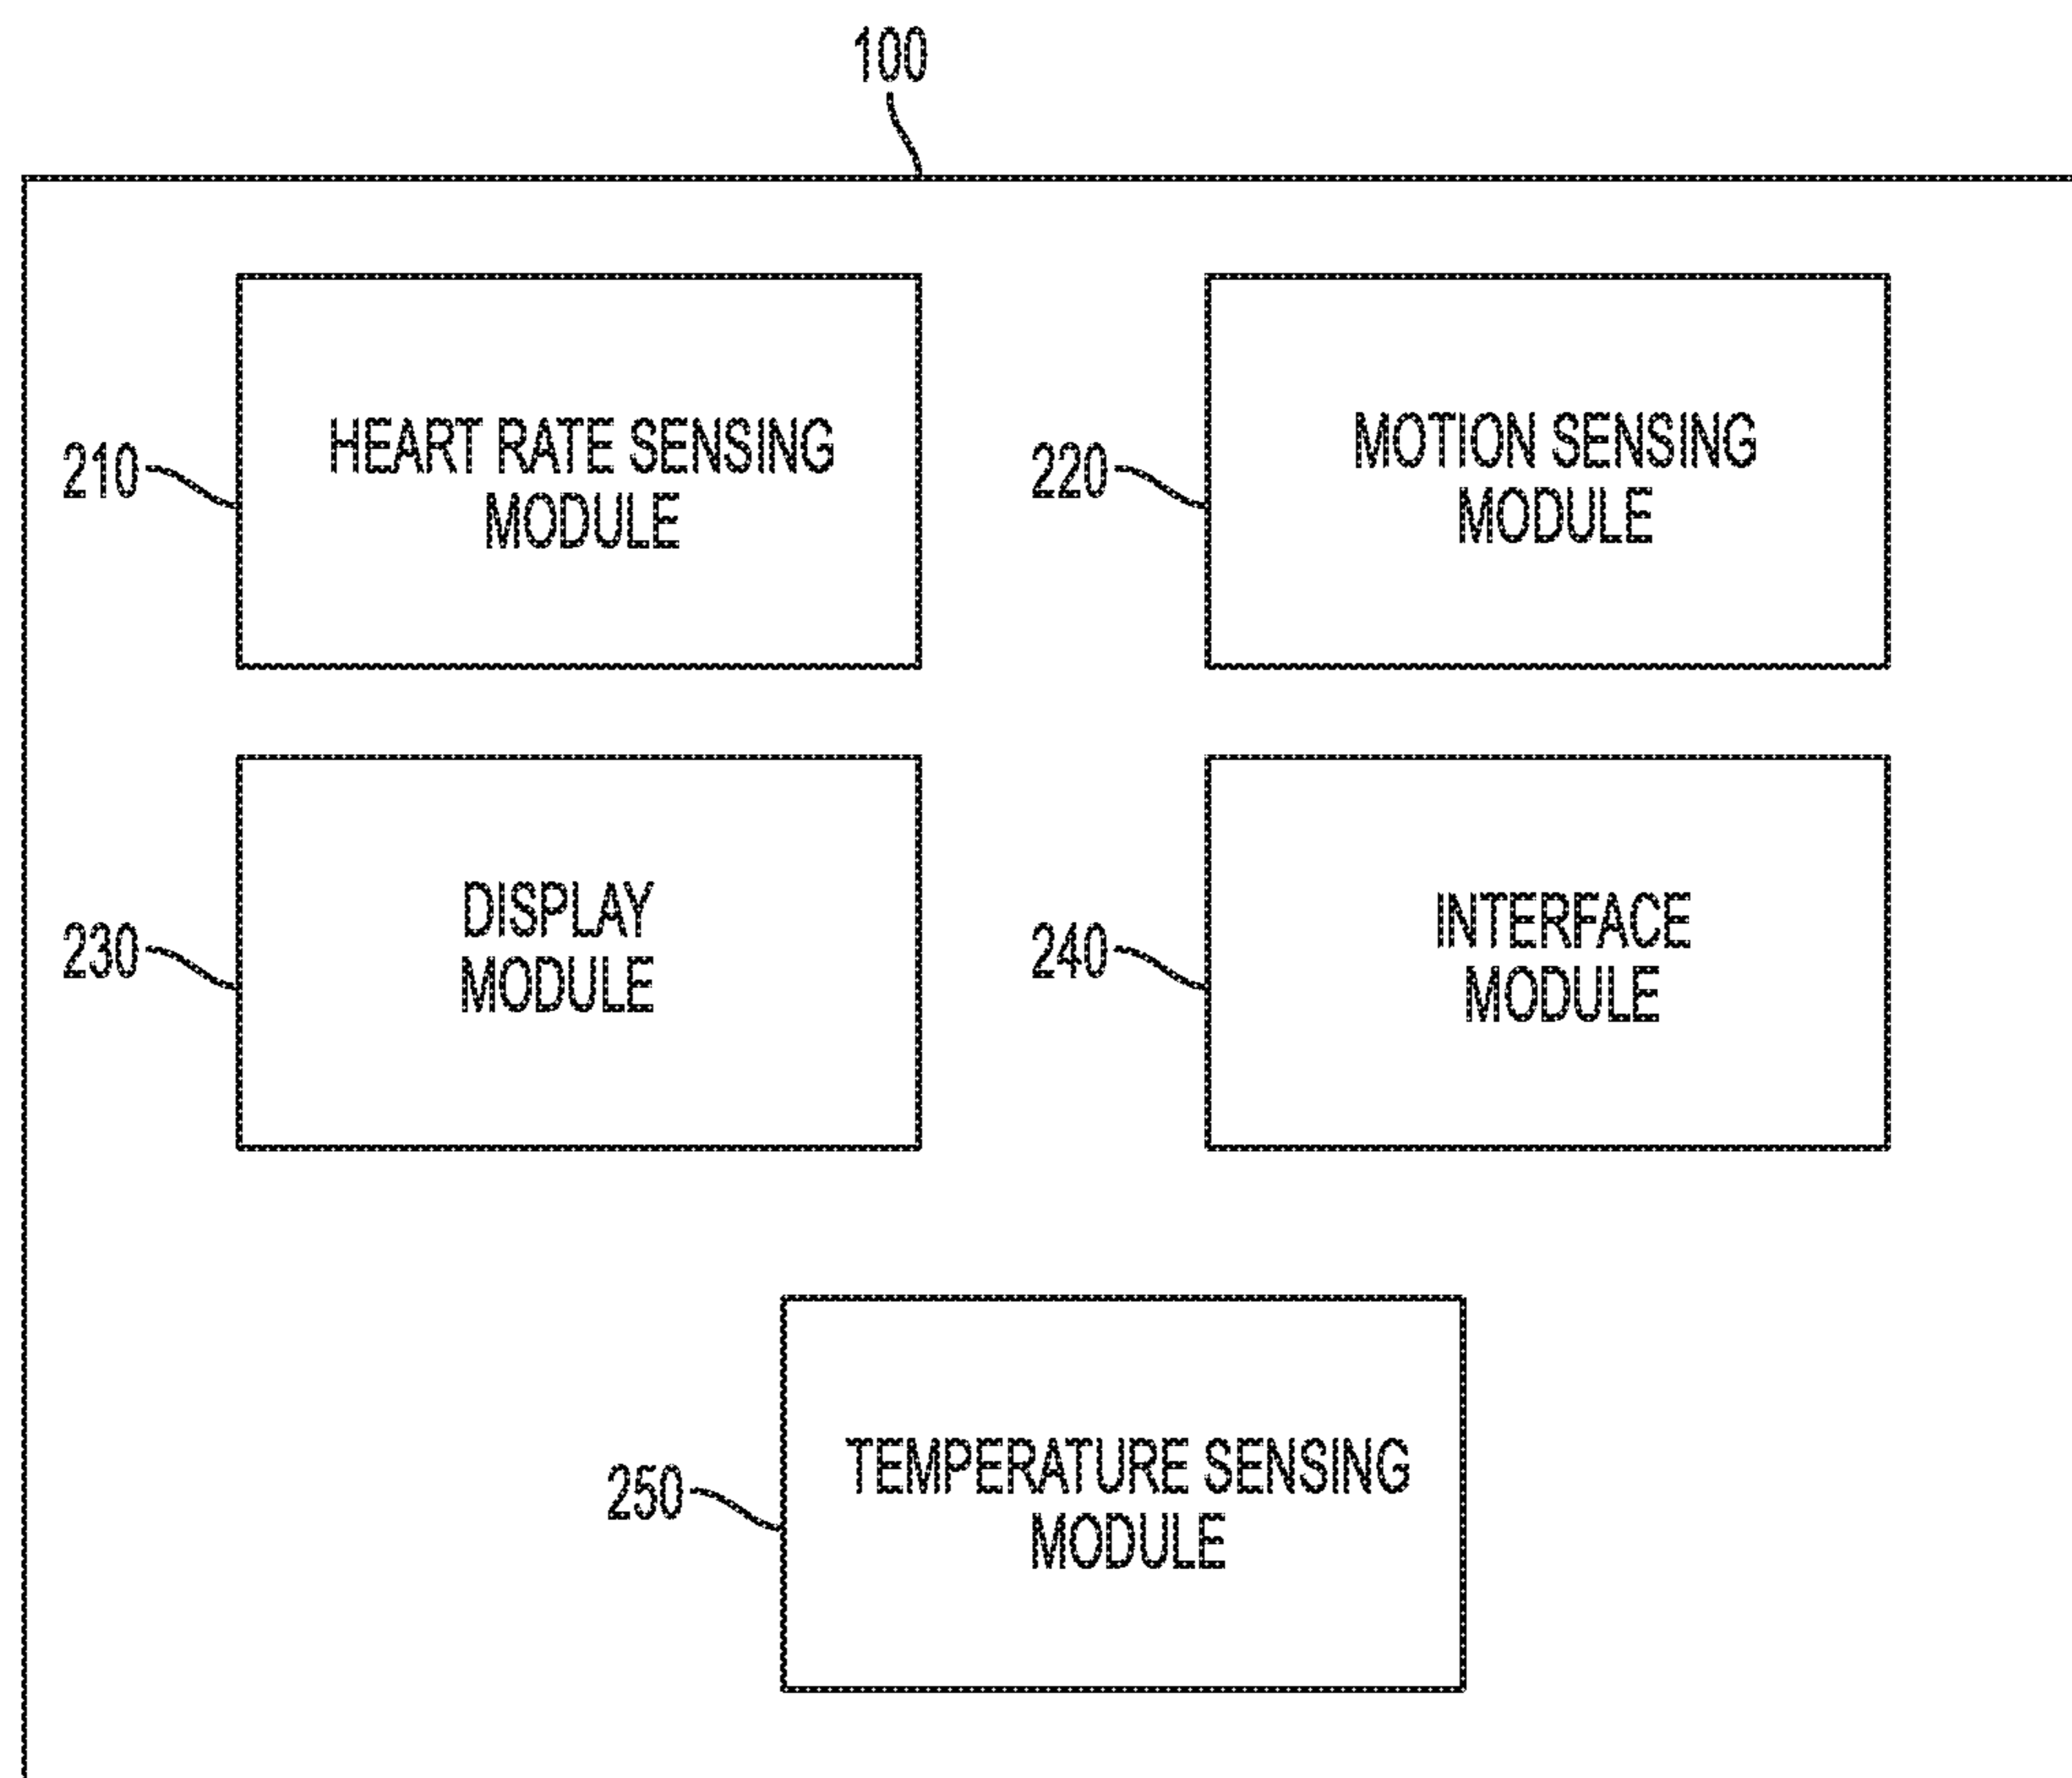 100
210
HEART RATE SENSING
MODULE
220
MOTION SENSING
MODULE
230
DISPLAY
MODULE
240
INTERFACE
MODULE
250
TEMPERATURE SENSING
MODULE